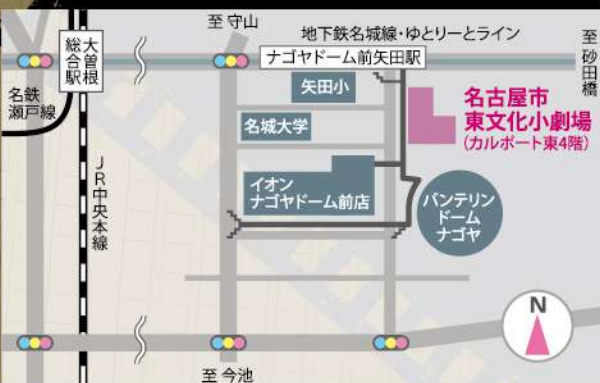 至 守山
地下鉄名城線・ゆとりーとライン
ナゴヤドーム前矢田駅
至 砂田橋
大曽根
総合駅
名鉄
瀬戸線
矢田小
名城大学
名古屋市
東文化小劇場
(カルポート東4階)
イオン
ナゴヤドーム前店
バンテリン
ドーム
ナゴヤ
JR中央本線
N
至 今池